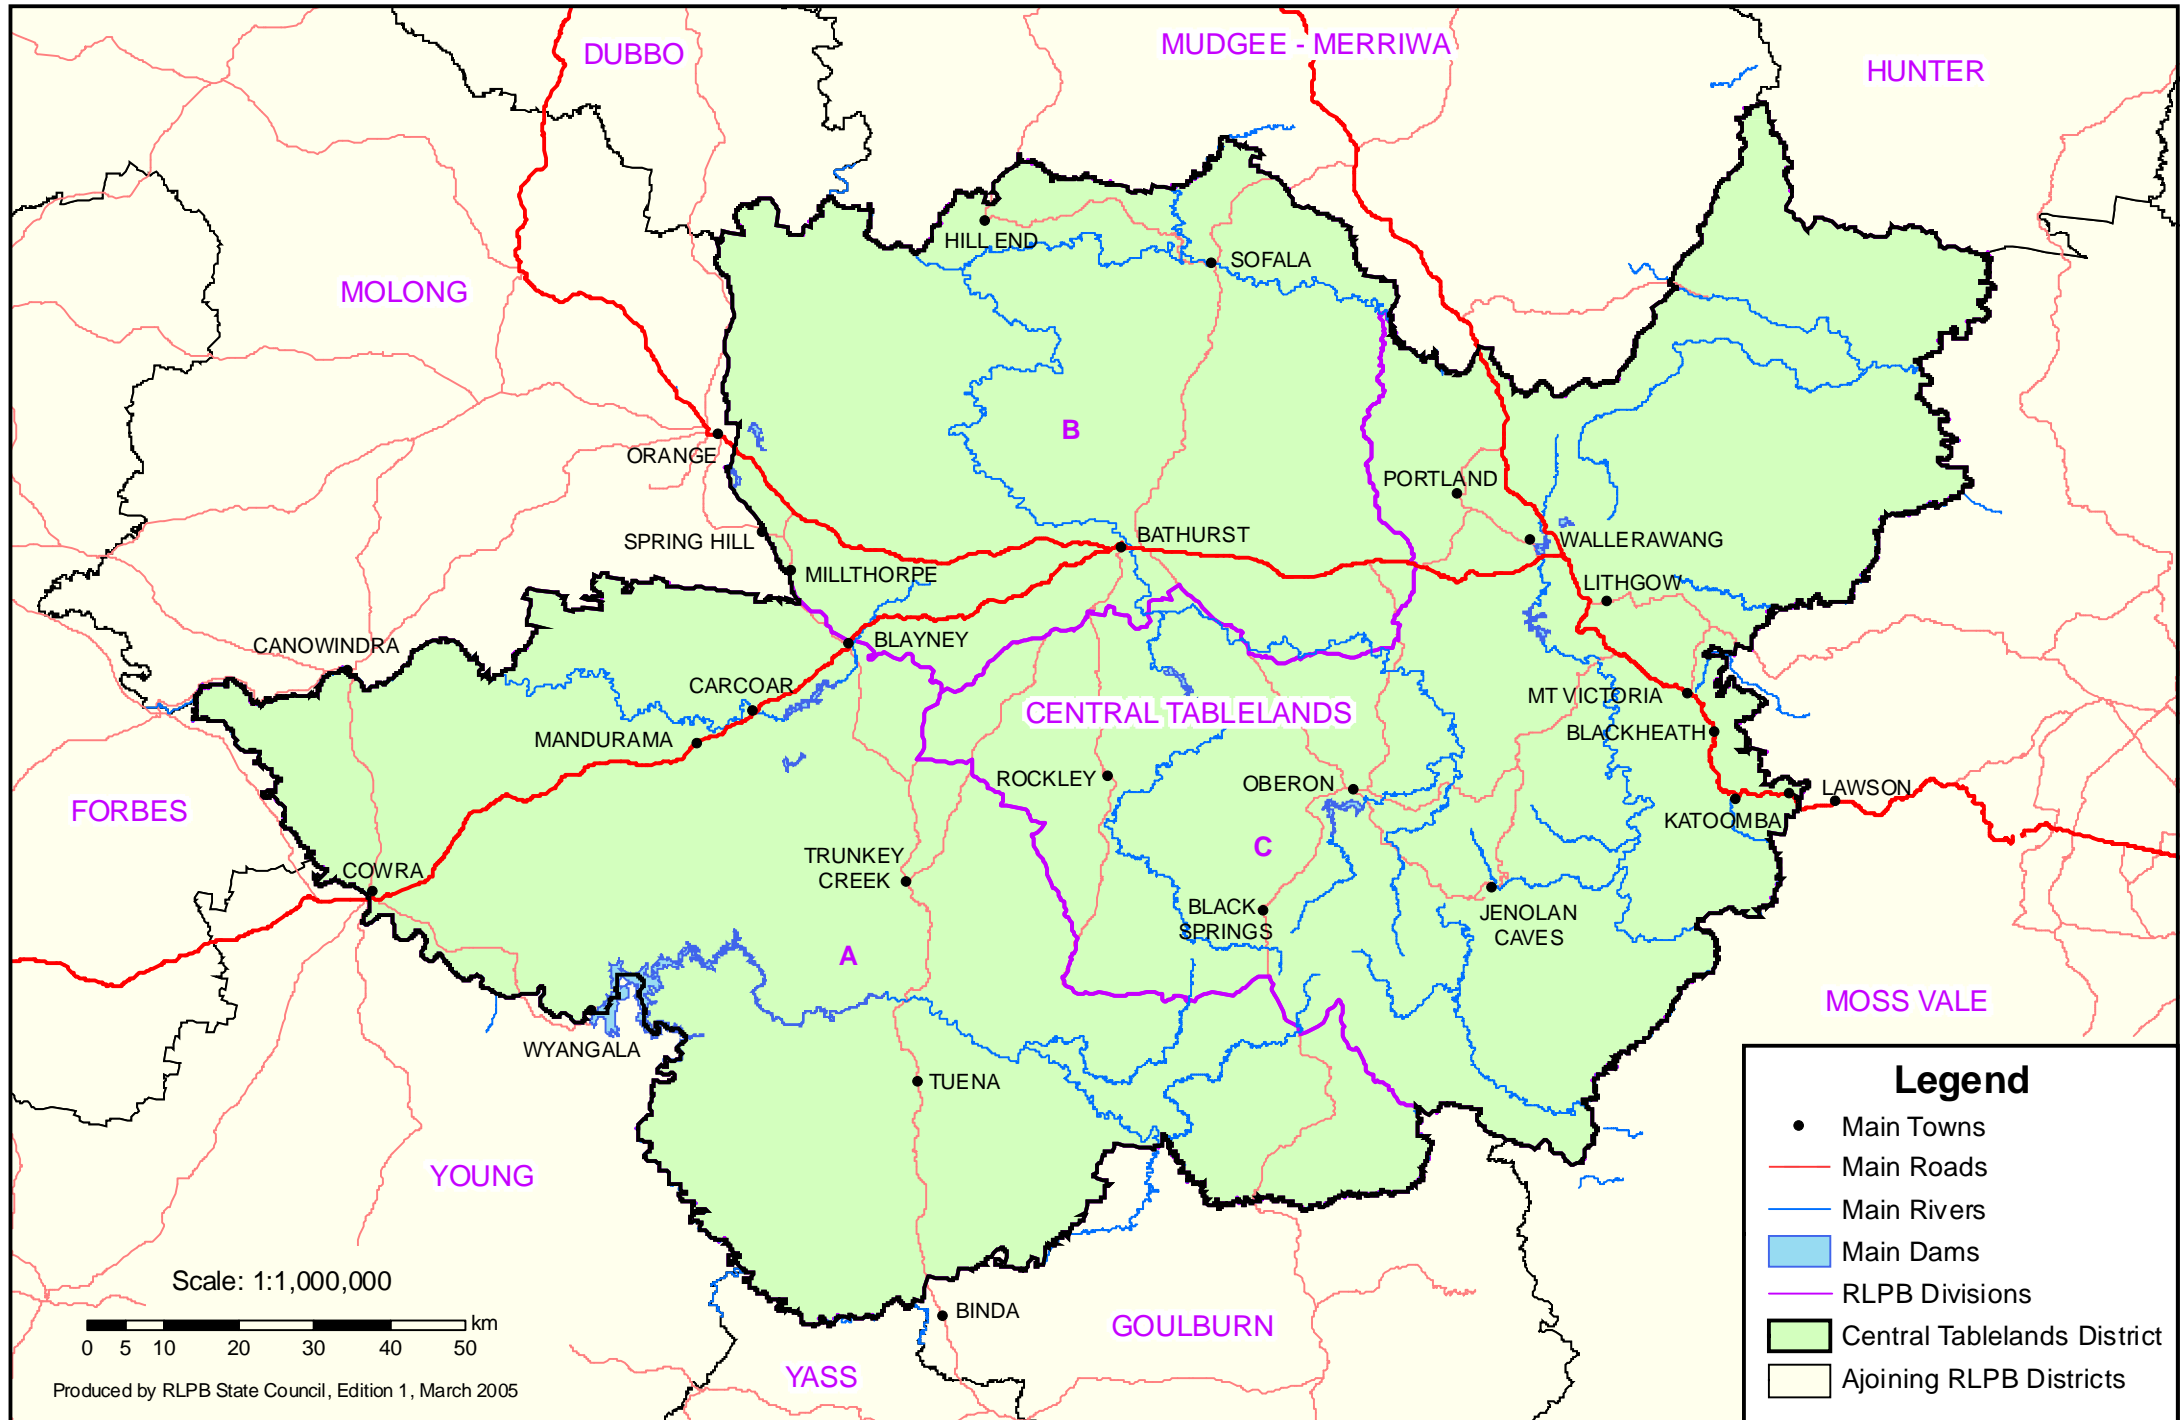 DUBBO
MUDGEE - MERRIWA
HUNTER
HILL END
SOFALA
MOLONG
B
ORANGE
PORTLAND
SPRING HILL
BATHURST
WALLERAWANG
MILLTHORPE
LITHGOW
CANOWINDRA
BLAYNEY
CARCOAR
MT VICTORIA
CENTRAL TABLELANDS
MANDURAMA
BLACKHEATH
ROCKLEY
OBERON
LAWSON
FORBES
KATOOMBA
COWRA
TRUNKEY
CREEK
C
BLACK
SPRINGS
JENOLAN
CAVES
A
MOSS VALE
WYANGALA
TUENA
YOUNG
BINDA
GOULBURN
YASS
Scale: 1:1,000,000
km
0 5 10 20 30 40 50
Produced by RLPB State Council, Edition 1, March 2005
Legend
Main Towns
Main Roads
Main Rivers
Main Dams
RLPB Divisions
Central Tablelands District
Ajoining RLPB Districts